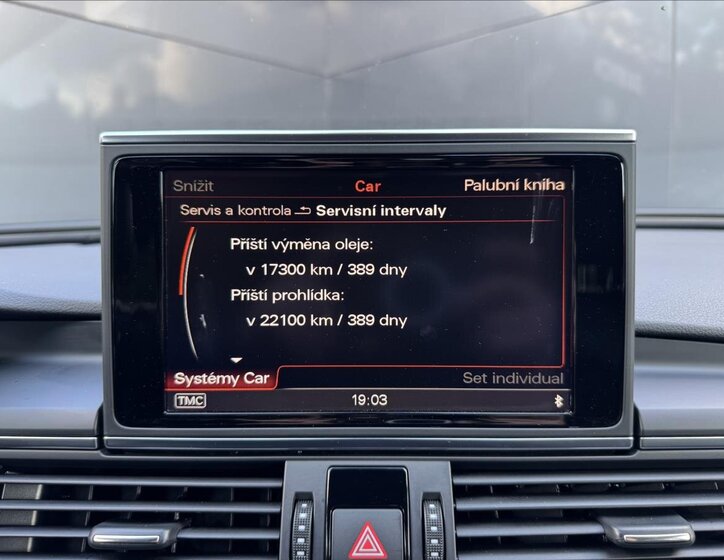 Snížit Car Palubní kniha
Servis a kontrola Servisní intervaly
Příští výměna oleje:
v 17300 km / 389 dny
Příští prohlídka:
v 22100 km / 389 dny
Systémy Car Set individual
TMC 19:03